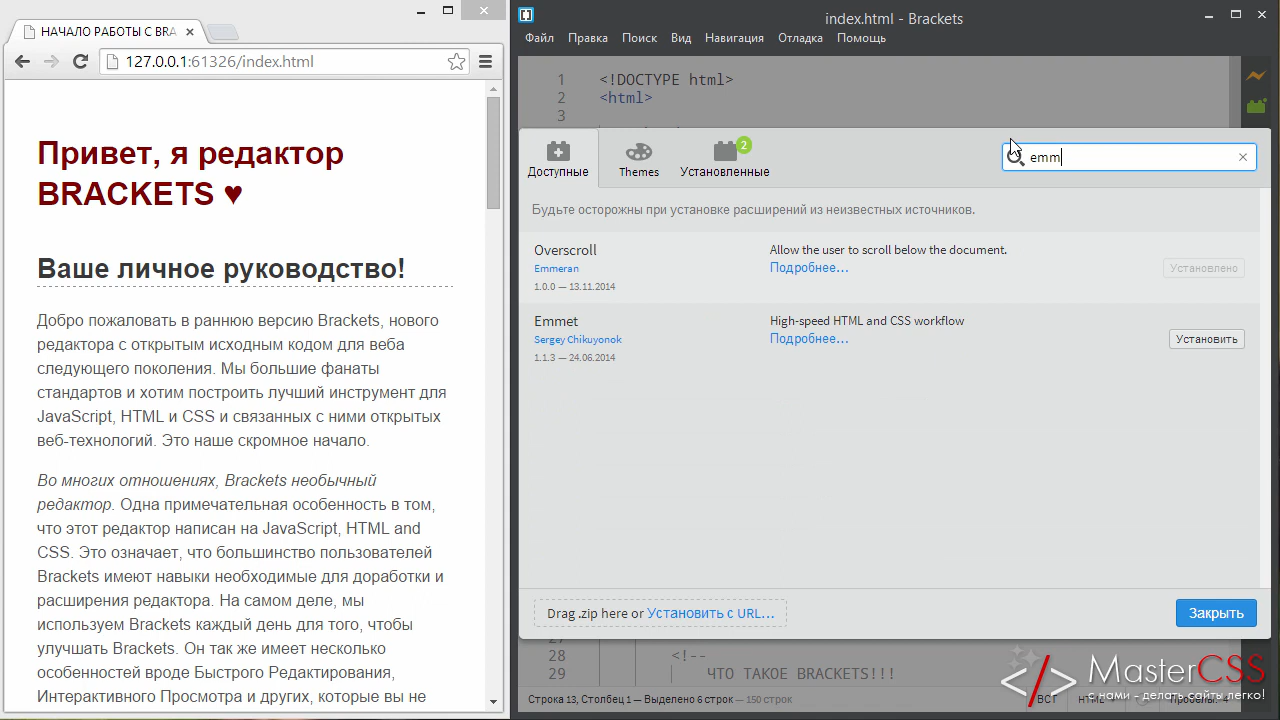 НАЧАЛО РАБОТЫ С BRA
127.0.0.1:61326/index.html
Привет, я редактор
BRACKETS ♥
Ваше личное руководство!
Добро пожаловать в раннюю версию Brackets, нового
редактора с открытым исходным кодом для веба
следующего поколения. Мы большие фанаты
стандартов и хотим построить лучший инструмент для
JavaScript, HTML и CSS и связанных с ними открытых
веб-технологий. Это наше скромное начало.
Во многих отношениях, Brackets необычный
редактор. Одна примечательная особенность в том,
что этот редактор написан на JavaScript, HTML and
CSS. Это означает, что большинство пользователей
Brackets имеют навыки необходимые для доработки и
расширения редактора. На самом деле, мы
используем Brackets каждый день для того, чтобы
улучшать Brackets. Он так же имеет несколько
особенностей вроде Быстрого Редактирования,
Интерактивного Просмотра и других, которые вы не
index.html - Brackets
Файл Правка Поиск Вид Навигация Отладка Помощь
1 <!DOCTYPE html>
2 <html>
3
Доступные Themes Установленные 2
emm
Будьте осторожны при установке расширений из неизвестных источников.
Overscroll
Emmeran
1.0.0 — 13.11.2014
Allow the user to scroll below the document.
Подробнее...
Установлено
Emmet
Sergey Chikuyonok
1.1.3 — 24.06.2014
High-speed HTML and CSS workflow
Подробнее...
Установить
Drag .zip here or Установить с URL...
Закрыть
28 <!--
29 ЧТО ТАКОЕ BRACKETS!!!
Строка 13, Столбец 1 — Выделено 6 строк — 150 строк
ВСТ HTML Пробелы: 4
MasterCSS
с нами - делать сайты легко!